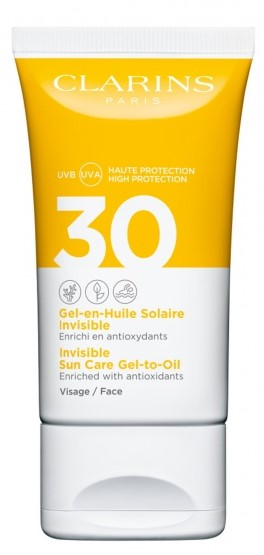 CLARINS
PARIS
UVB UVA HAUTE PROTECTION
HIGH PROTECTION
30
Gel-en-Huile Solaire
Invisible
Enrichi en antioxydants
Invisible
Sun Care Gel-to-Oil
Enriched with antioxidants
Visage / Face